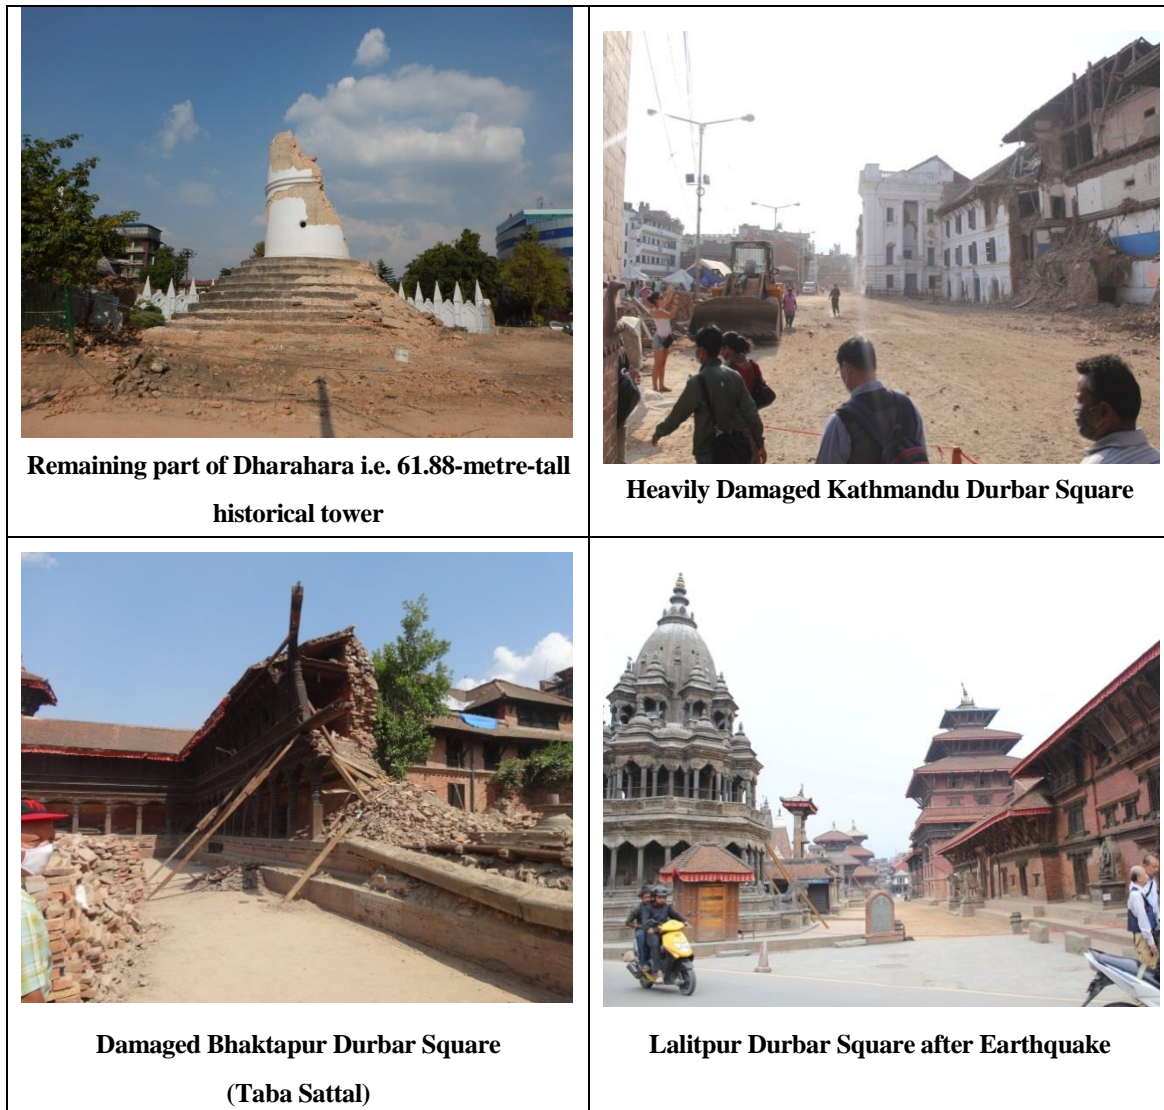 Remaining part of Dharahara i.e. 61.88-metre-tall
historical tower
Heavily Damaged Kathmandu Durbar Square
Damaged Bhaktapur Durbar Square
(Taba Sattal)
Lalitpur Durbar Square after Earthquake